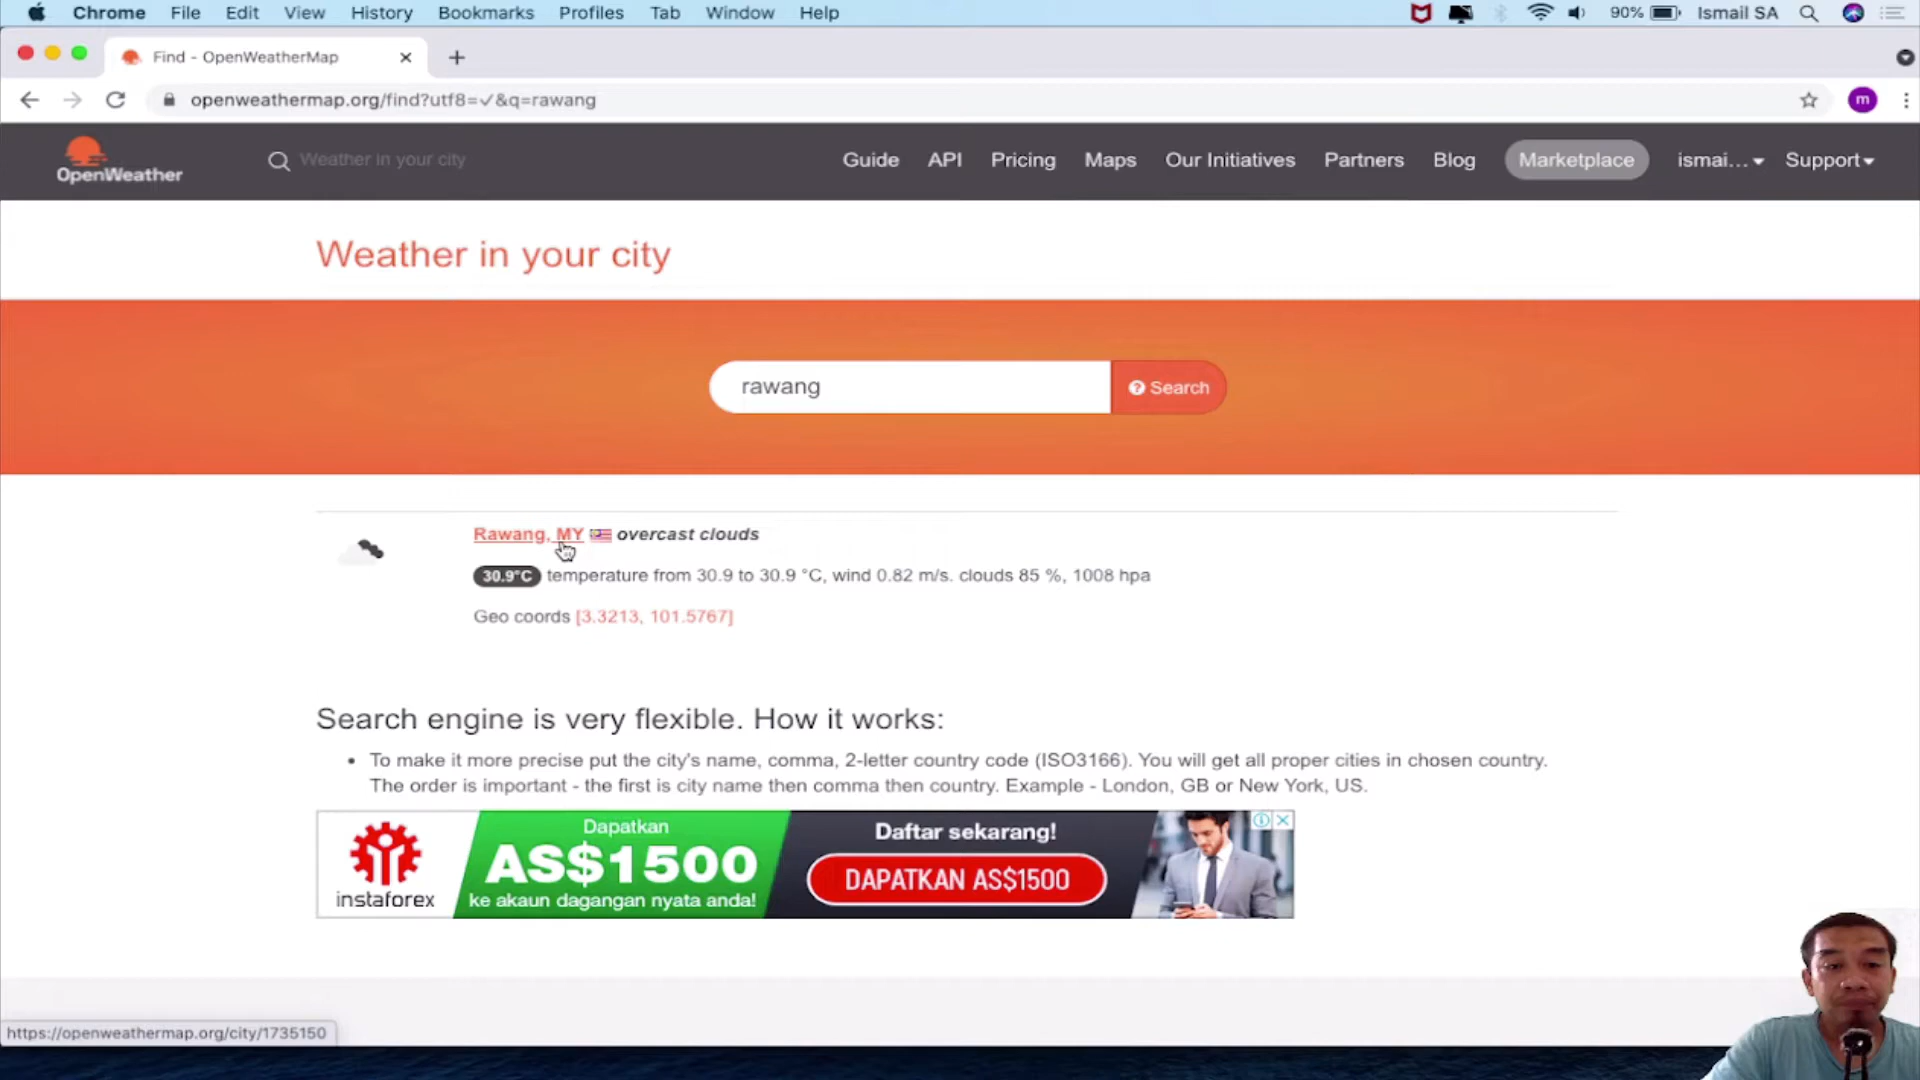 Chrome File Edit View History Bookmarks Profiles Tab Window Help 90% Ismail SA
Find - OpenWeatherMap
openweathermap.org/find?utf8=✓&q=rawang m
OpenWeather Weather in your city Guide API Pricing Maps Our Initiatives Partners Blog Marketplace ismai... Support
Weather in your city
rawang Search
Rawang, MY overcast clouds
30.9°C temperature from 30.9 to 30.9 °C, wind 0.82 m/s. clouds 85 %, 1008 hpa
Geo coords [3.3213, 101.5767]
Search engine is very flexible. How it works:
• To make it more precise put the city's name, comma, 2-letter country code (ISO3166). You will get all proper cities in chosen country.
The order is important - the first is city name then comma then country. Example - London, GB or New York, US.
instaforex
Dapatkan
AS$1500
ke akaun dagangan nyata anda!
Daftar sekarang!
DAPATKAN AS$1500
https://openweathermap.org/city/1735150